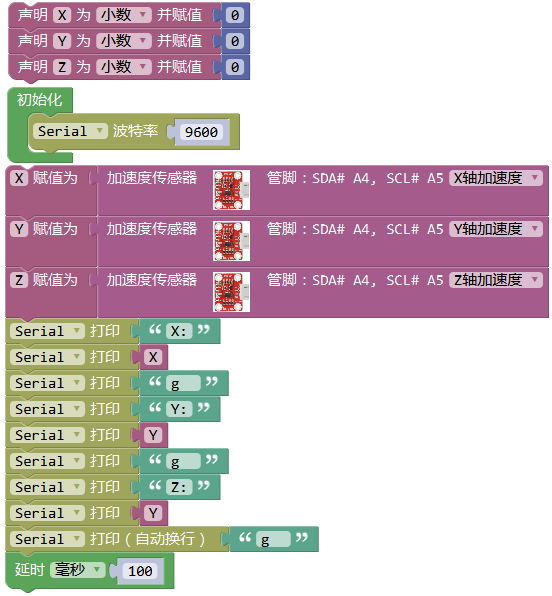 声明 X 为 小数 并赋值 0
声明 Y 为 小数 并赋值 0
声明 Z 为 小数 并赋值 0
初始化
Serial 波特率 9600
X 赋值为 加速度传感器 管脚:SDA# A4, SCL# A5 X轴加速度
Y 赋值为 加速度传感器 管脚:SDA# A4, SCL# A5 Y轴加速度
Z 赋值为 加速度传感器 管脚:SDA# A4, SCL# A5 Z轴加速度
Serial 打印 “ X: ”
Serial 打印 X
Serial 打印 “ g ”
Serial 打印 “ Y: ”
Serial 打印 Y
Serial 打印 “ g ”
Serial 打印 “ Z: ”
Serial 打印 Y
Serial 打印(自动换行) “ g ”
延时 毫秒 100